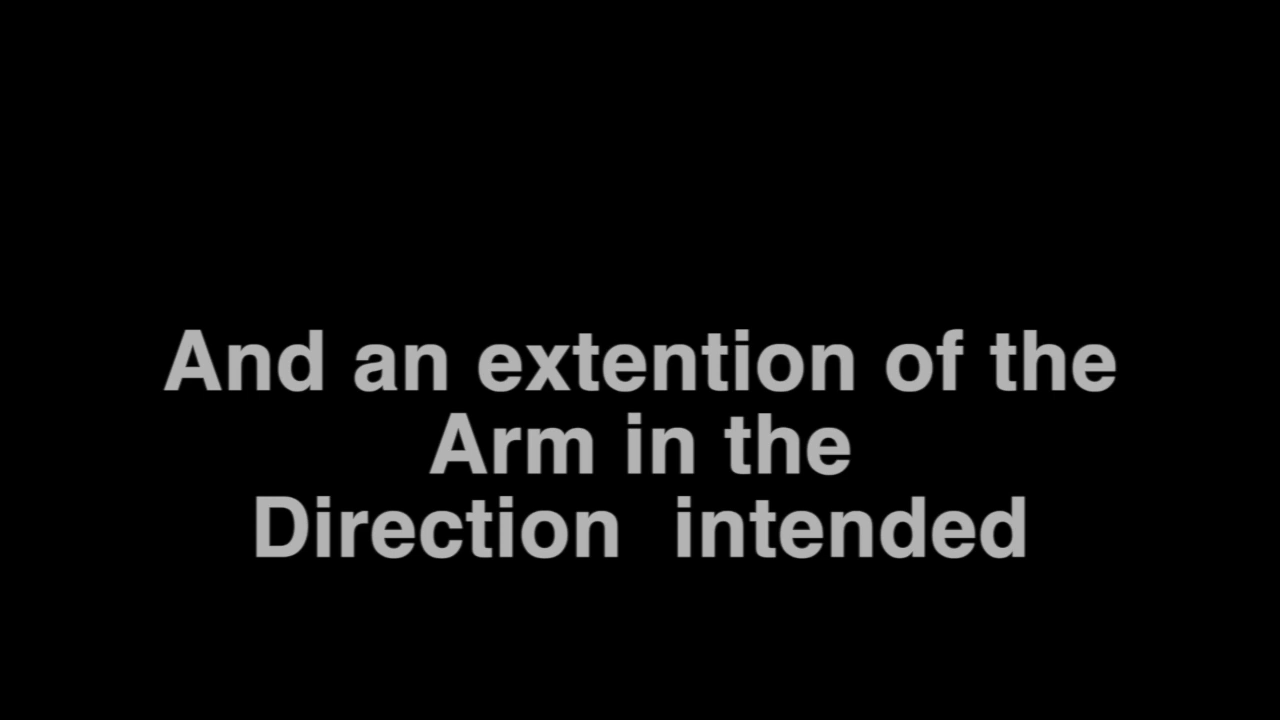 And an extention of the
Arm in the
Direction  intended